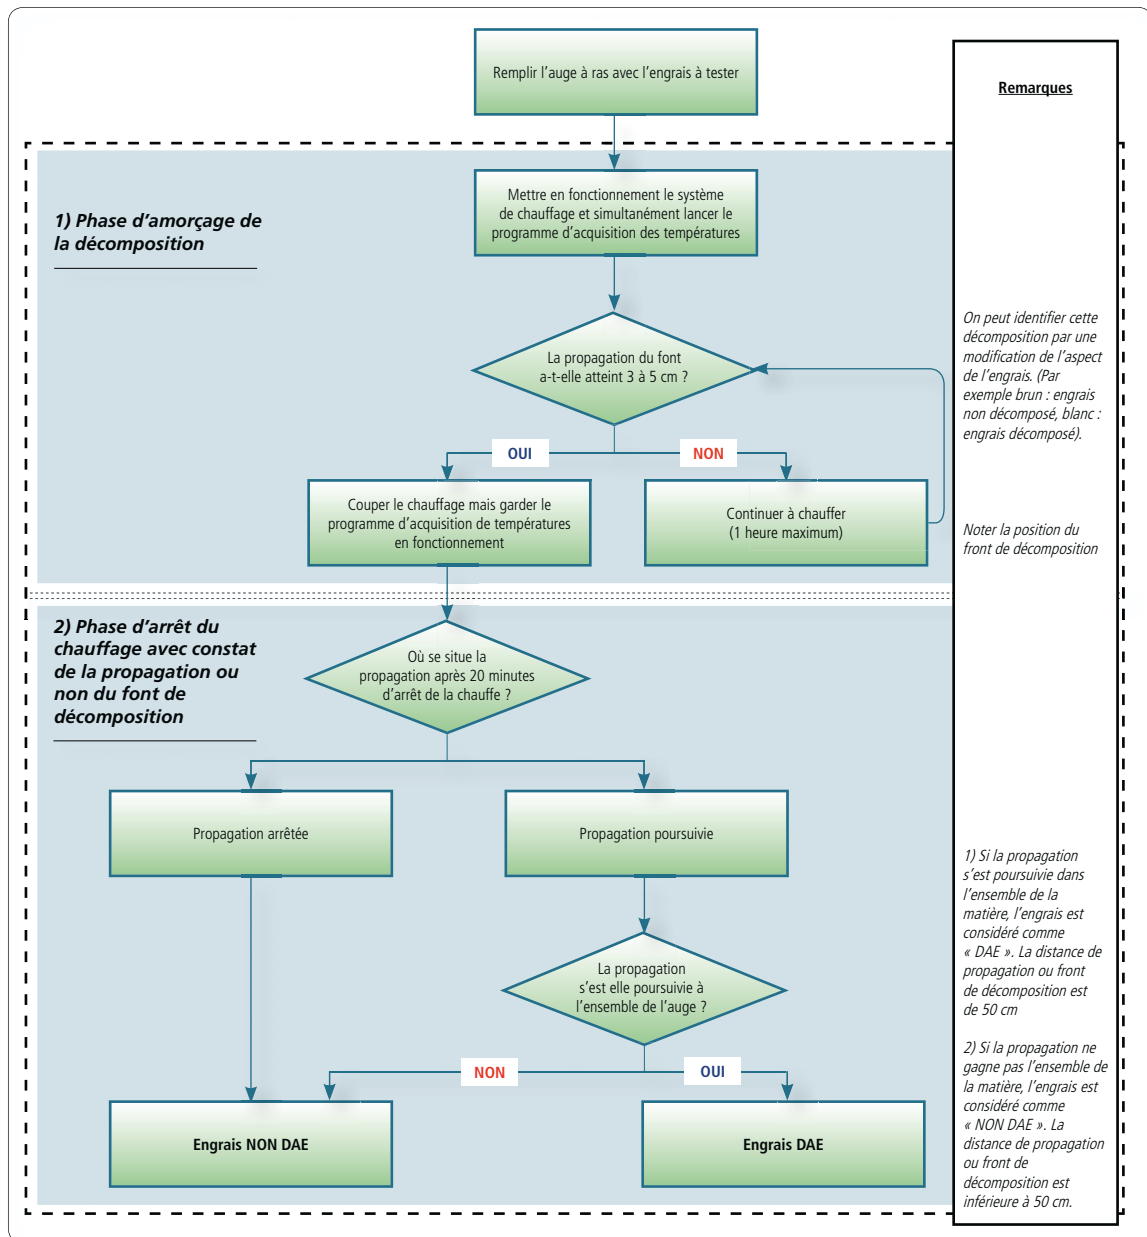 Remplir l'auge à ras avec l'engrais à tester
Remarques
1) Phase d'amorçage de
la décomposition
Mettre en fonctionnement le système
de chauffage et simultanément lancer le
programme d'acquisition des températures
La propagation du font
a-t-elle atteint 3 à 5 cm ?
On peut identifier cette
décomposition par une
modification de l'aspect
de l'engrais. (Par
exemple brun : engrais
non décomposé, blanc :
engrais décomposé).
OUI
NON
Couper le chauffage mais garder le
programme d'acquisition de températures
en fonctionnement
Continuer à chauffer
(1 heure maximum)
Noter la position du
front de décomposition
2) Phase d'arrêt du
chauffage avec constat
de la propagation ou
non du font de
décomposition
Où se situe la
propagation après 20 minutes
d'arrêt de la chauffe ?
Propagation arrêtée
Propagation poursuivie
1) Si la propagation
s'est poursuivie dans
l'ensemble de la
matière, l'engrais est
considéré comme
« DAE ». La distance de
propagation ou front
de décomposition est
de 50 cm
La propagation
s'est elle poursuivie à
l'ensemble de l'auge ?
NON
OUI
2) Si la propagation ne
gagne pas l'ensemble de
la matière, l'engrais est
considéré comme
« NON DAE ». La
distance de propagation
ou front de
décomposition est
inférieure à 50 cm.
Engrais NON DAE
Engrais DAE